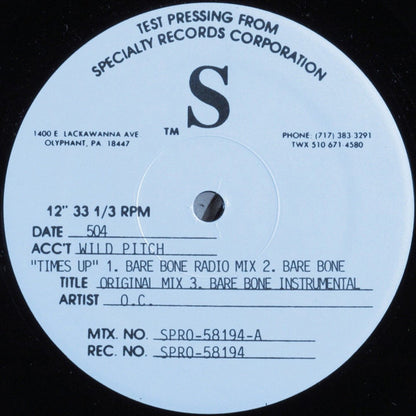 TEST PRESSING FROM
SPECIALTY RECORDS CORPORATION
S
TM
1400 E. LACKAWANNA AVE
OLYPHANT, PA 18447
PHONE: (717) 383 3291
TWX 510 671 4580
12" 33 1/3 RPM
DATE 504
ACC'T WILD PITCH
"TIMES UP" 1. BARE BONE RADIO MIX 2. BARE BONE
TITLE ORIGINAL MIX 3. BARE BONE INSTRUMENTAL
ARTIST O.C.
MTX. NO. SPRO-58194-A
REC. NO. SPRO-58194